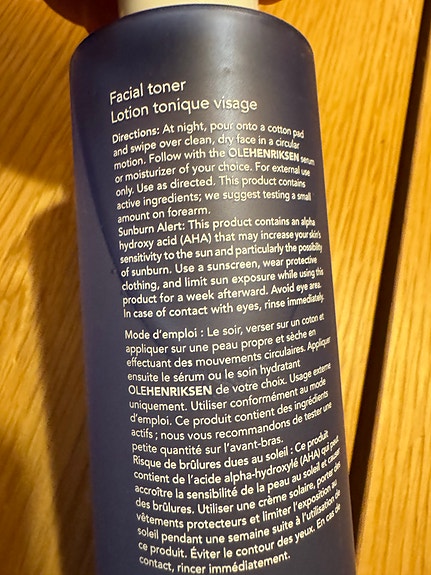 Facial toner
Lotion tonique visage
Directions: At night, pour onto a cotton pad
and swipe over clean, dry face in a circular
motion. Follow with the OLEHENRIKSEN serum
or moisturizer of your choice. For external use
only. Use as directed. This product contains
active ingredients; we suggest testing a small
amount on forearm.
Sunburn Alert: This product contains an alpha
hydroxy acid (AHA) that may increase your skin's
sensitivity to the sun and particularly the possibility
of sunburn. Use a sunscreen, wear protective
clothing, and limit sun exposure while using this
product for a week afterward. Avoid eye area.
In case of contact with eyes, rinse immediately.
Mode d'emploi : Le soir, verser sur un coton et
appliquer sur une peau propre et sèche en
effectuant des mouvements circulaires. Appliquer
ensuite le sérum ou le soin hydratant
OLEHENRIKSEN de votre choix. Usage externe
uniquement. Utiliser conformément au mode
d'emploi. Ce produit contient des ingrédients
actifs ; nous vous recommandons de tester une
petite quantité sur l'avant-bras.
Risque de brûlures dues au soleil : Ce produit
contient de l'acide alpha-hydroxylé (AHA) qui peut
accroître la sensibilité de la peau au soleil et causer
des brûlures. Utiliser une crème solaire, porter des
vêtements protecteurs et limiter l'exposition au
soleil pendant une semaine suite à l'utilisation de
ce produit. Éviter le contour des yeux. En cas de
contact, rincer immédiatement.